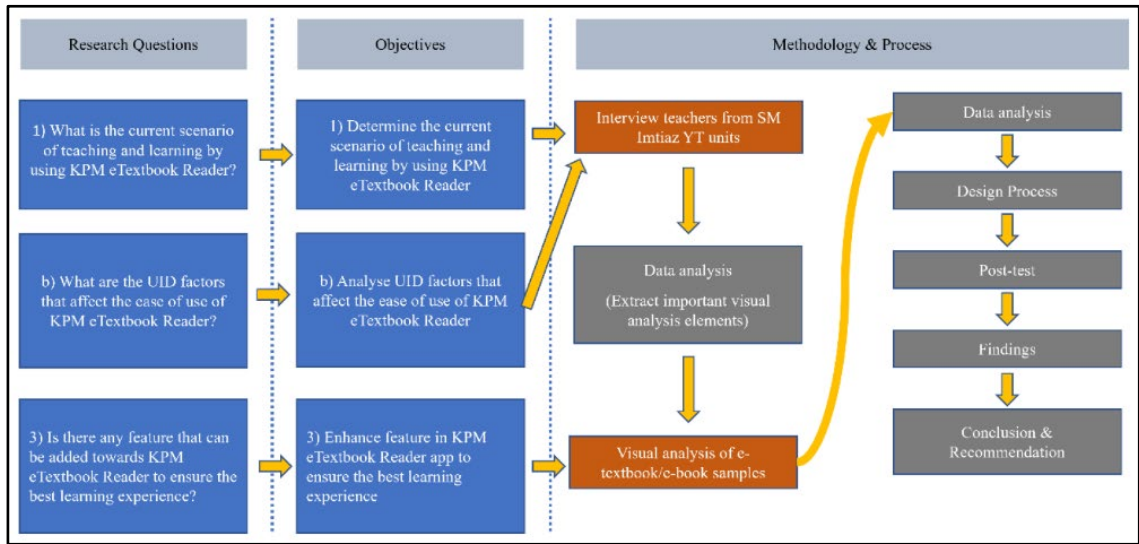 Research Questions
Objectives
Methodology & Process
1) What is the current scenario
of teaching and learning by
using KPM eTextbook Reader?
1) Determine the current
scenario of teaching and
learning by using KPM
eTextbook Reader
Interview teachers from SM
Imtiaz YT units
Data analysis
Design Process
b) What are the UID factors
that affect the ease of use of
KPM eTextbook Reader?
b) Analyse UID factors that
affect the ease of use of KPM
eTextbook Reader
Data analysis
(Extract important visual
analysis elements)
Post-test
Findings
3) Is there any feature that can
be added towards KPM
eTextbook Reader to ensure the
best learning experience?
3) Enhance feature in KPM
eTextbook Reader app to
ensure the best learning
experience
Visual analysis of e-
textbook/e-book samples
Conclusion &
Recommendation